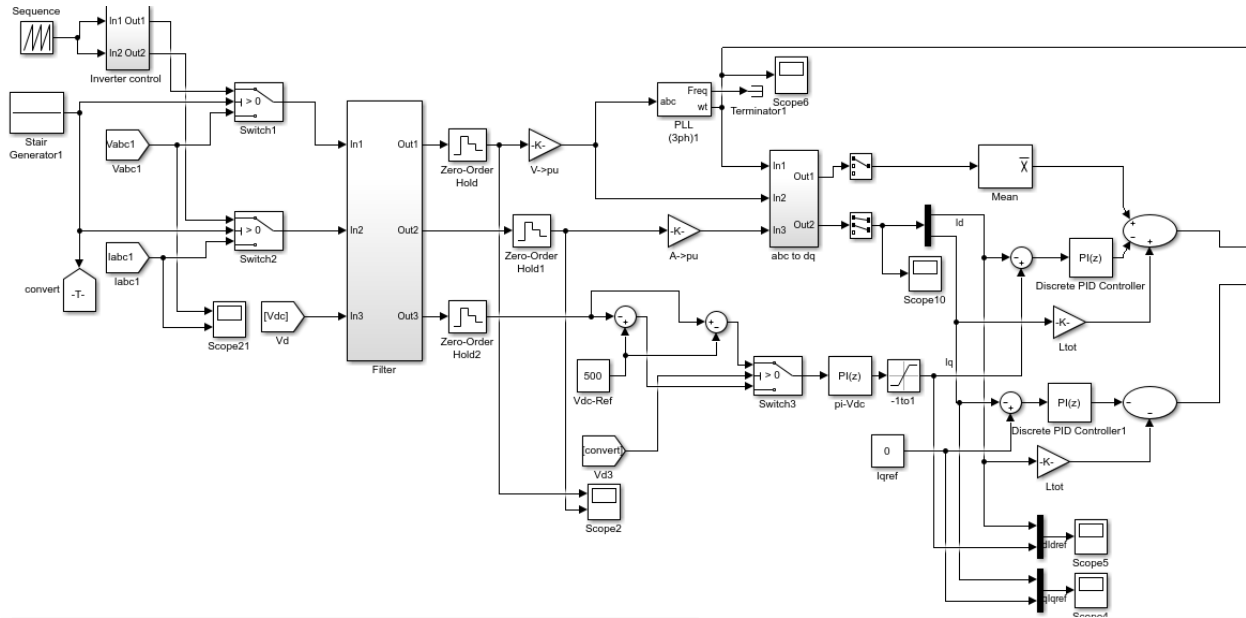 Sequence
In1 Out1
In2 Out2
Inverter control
> 0
Switch1
Stair
Generator1
Vabc1
Vabc1
> 0
Switch2
Iabc1
Iabc1
convert
-T-
Scope21
[Vdc]
Vd
In1
In2
In3
Out1
Out2
Out3
Filter
Zero-Order
Hold
Zero-Order
Hold1
Zero-Order
Hold2
-K-
V->pu
-K-
A->pu
abc
Freq
wt
PLL
(3ph)1
Terminator1
Scope6
In1
In2
In3
Out1
Out2
abc to dq
X
Mean
Id
Scope10
PI(z)
Discrete PID Controller
-K-
Ltot
500
Vdc-Ref
> 0
Switch3
PI(z)
pi-Vdc
-1to1
Iq
PI(z)
Discrete PID Controller1
[convert]
Vd3
0
Iqref
-K-
Ltot
Scope2
dIdref
Scope5
qIqref
Scope4